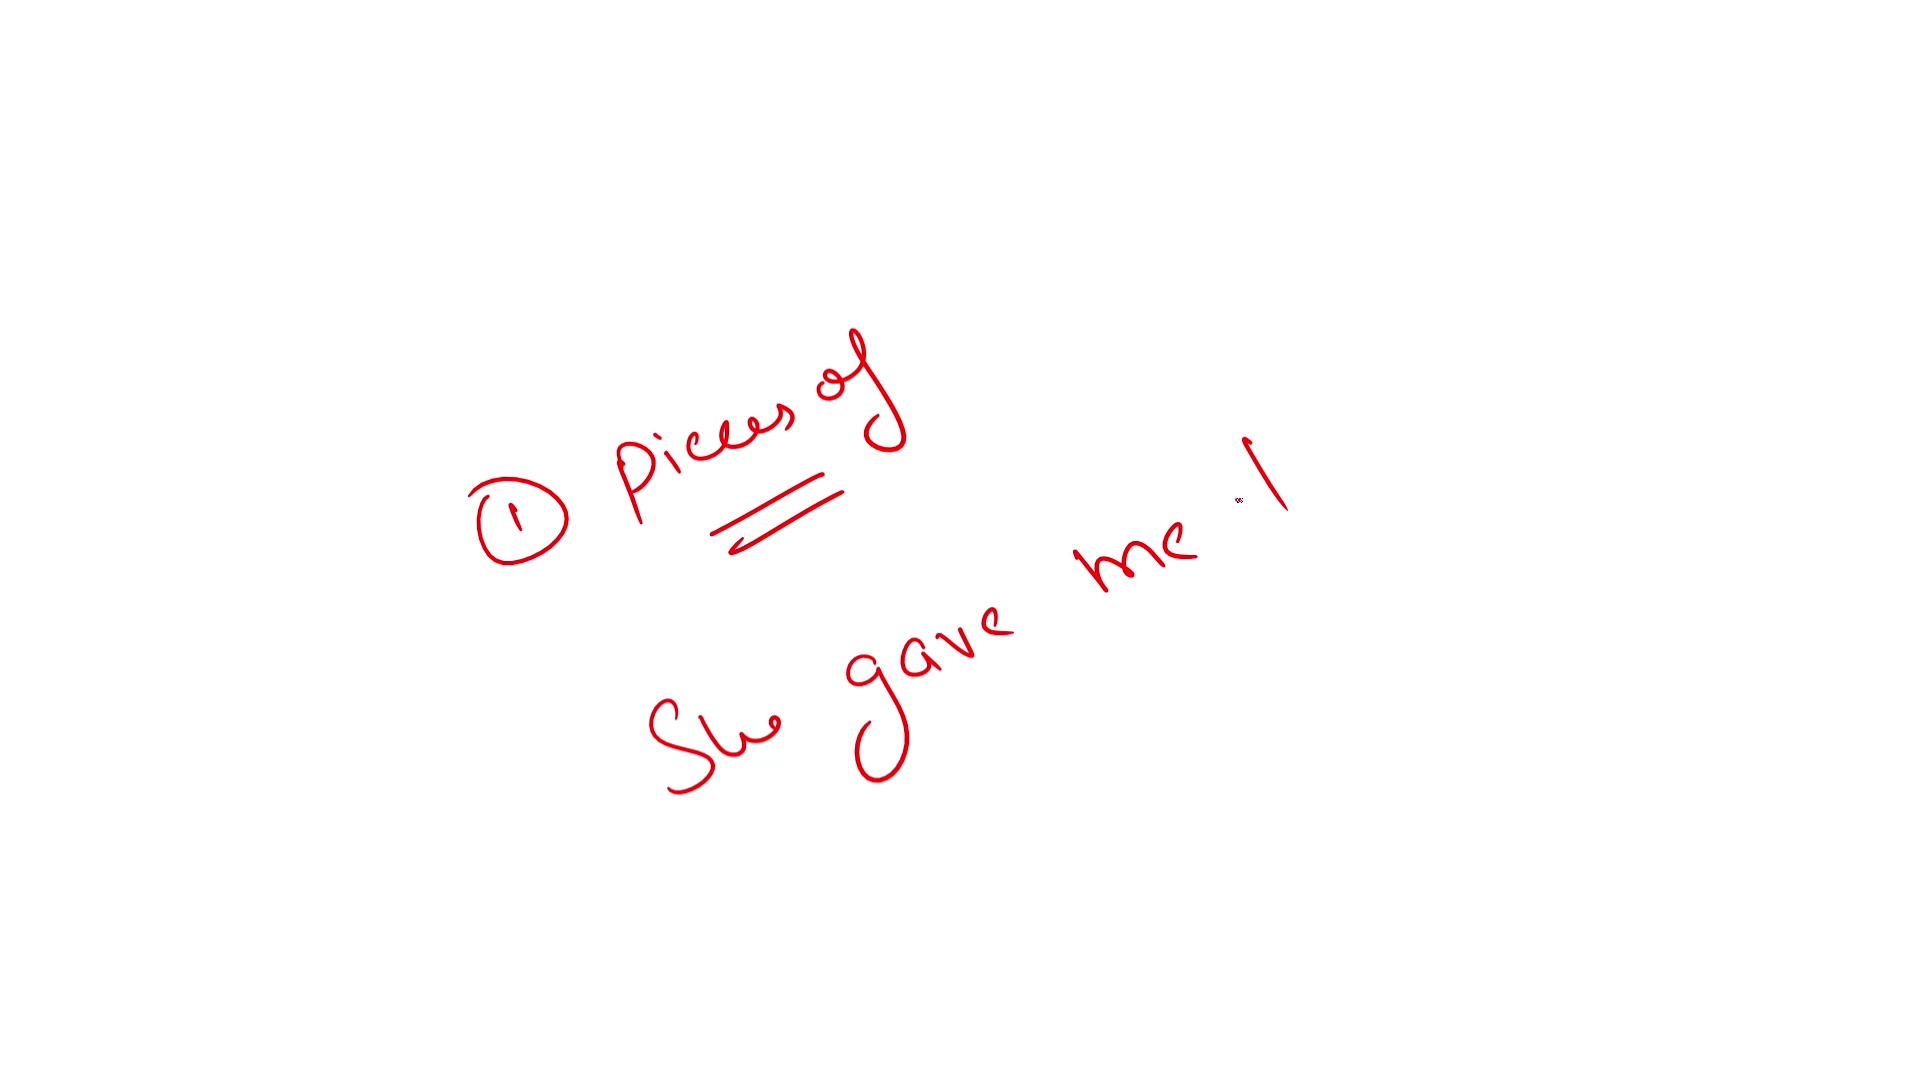 ① pieces of
She gave me